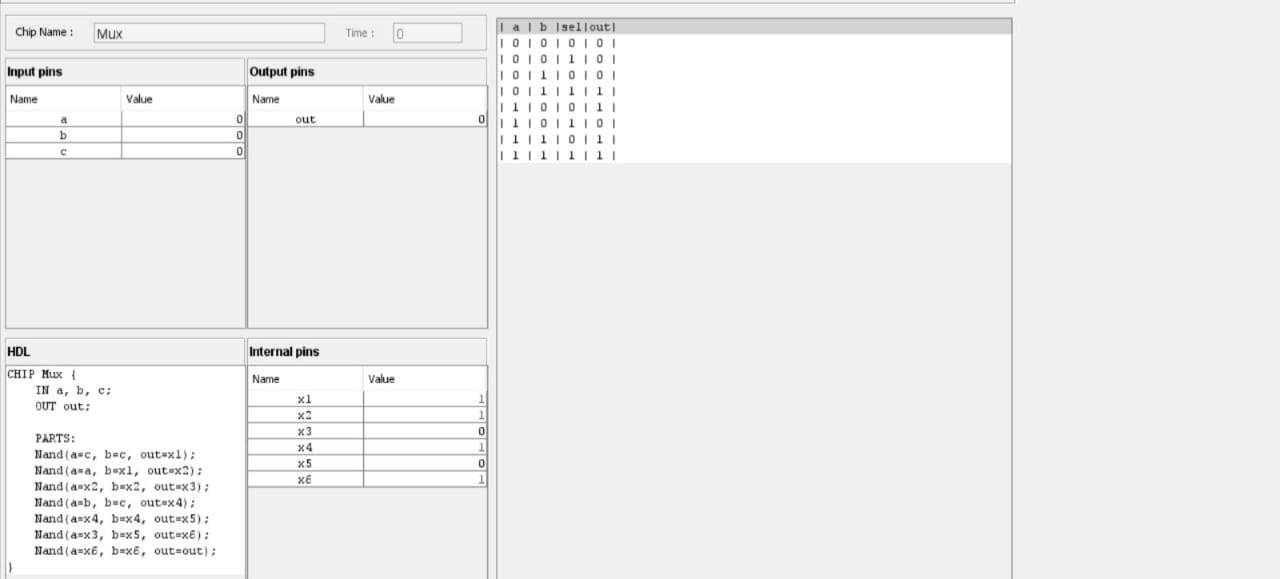 Chip Name : Mux Time : 0
Input pins
Name Value
a 0
b 0
c 0
Output pins
Name Value
out 0
HDL
CHIP Mux {
IN a, b, c;
OUT out;
PARTS:
Nand(a=c, b=c, out=x1);
Nand(a=a, b=x1, out=x2);
Nand(a=x2, b=x2, out=x3);
Nand(a=b, b=c, out=x4);
Nand(a=x4, b=x4, out=x5);
Nand(a=x3, b=x5, out=x6);
Nand(a=x6, b=x6, out=out);
}
Internal pins
Name Value
x1 1
x2 1
x3 0
x4 1
x5 0
x6 1
| a | b |sel|out|
| 0 | 0 | 0 | 0 |
| 0 | 0 | 1 | 0 |
| 0 | 1 | 0 | 0 |
| 0 | 1 | 1 | 1 |
| 1 | 0 | 0 | 1 |
| 1 | 0 | 1 | 0 |
| 1 | 1 | 0 | 1 |
| 1 | 1 | 1 | 1 |